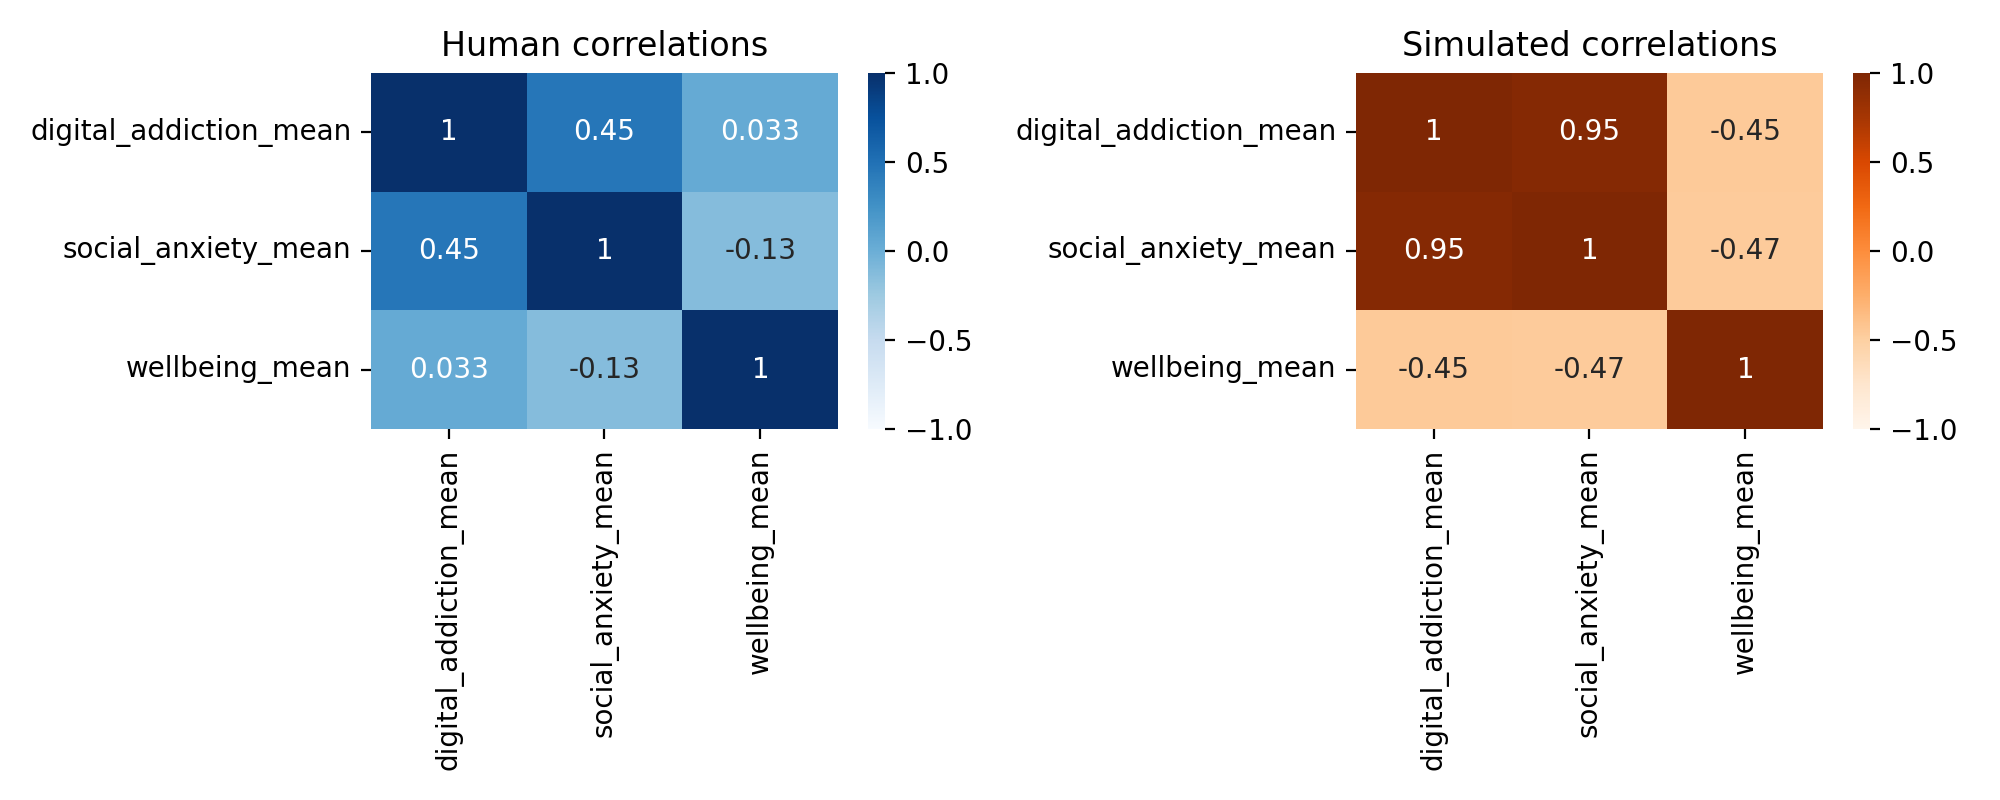 Human correlations
digital_addiction_mean
social_anxiety_mean
wellbeing_mean
1 0.45 0.033
0.45 1 -0.13
0.033 -0.13 1
digital_addiction_mean
social_anxiety_mean
wellbeing_mean
1.0
0.5
0.0
−0.5
−1.0
Simulated correlations
digital_addiction_mean
social_anxiety_mean
wellbeing_mean
1 0.95 -0.45
0.95 1 -0.47
-0.45 -0.47 1
digital_addiction_mean
social_anxiety_mean
wellbeing_mean
1.0
0.5
0.0
−0.5
−1.0